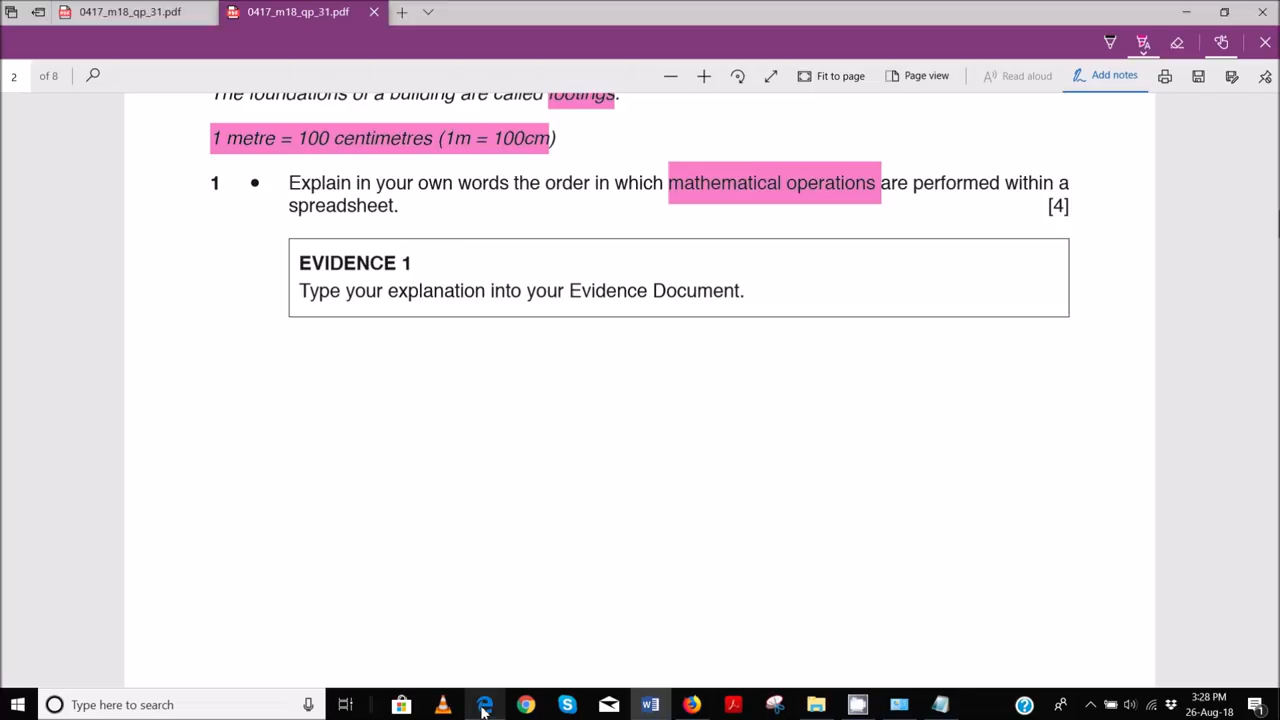 0417_m18_qp_31.pdf
0417_m18_qp_31.pdf
2 of 8
Fit to page
Page view
Read aloud
Add notes
The foundations of a building are called footings.
1 metre = 100 centimetres (1m = 100cm)
1 • Explain in your own words the order in which mathematical operations are performed within a
spreadsheet. [4]
EVIDENCE 1
Type your explanation into your Evidence Document.
Type here to search
3:28 PM
26-Aug-18